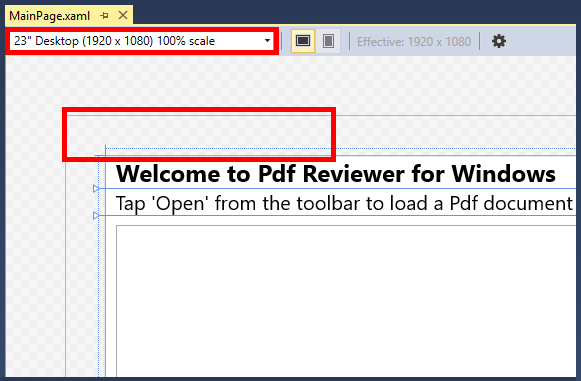 MainPage.xaml
23" Desktop (1920 x 1080) 100% scale
Effective: 1920 x 1080
Welcome to Pdf Reviewer for Windows
Tap 'Open' from the toolbar to load a Pdf document